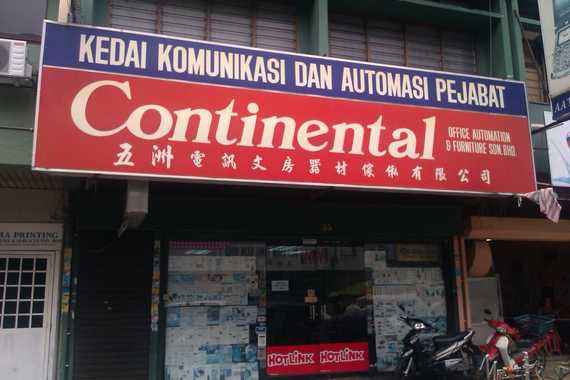 KEDAI KOMUNIKASI DAN AUTOMASI PEJABAT
Continental
OFFICE AUTOMATION
& FURNITURE SDN. BHD.
五洲電訊文房器材傢俬有限公司
PRINTING
HOTLINK HOTLINK